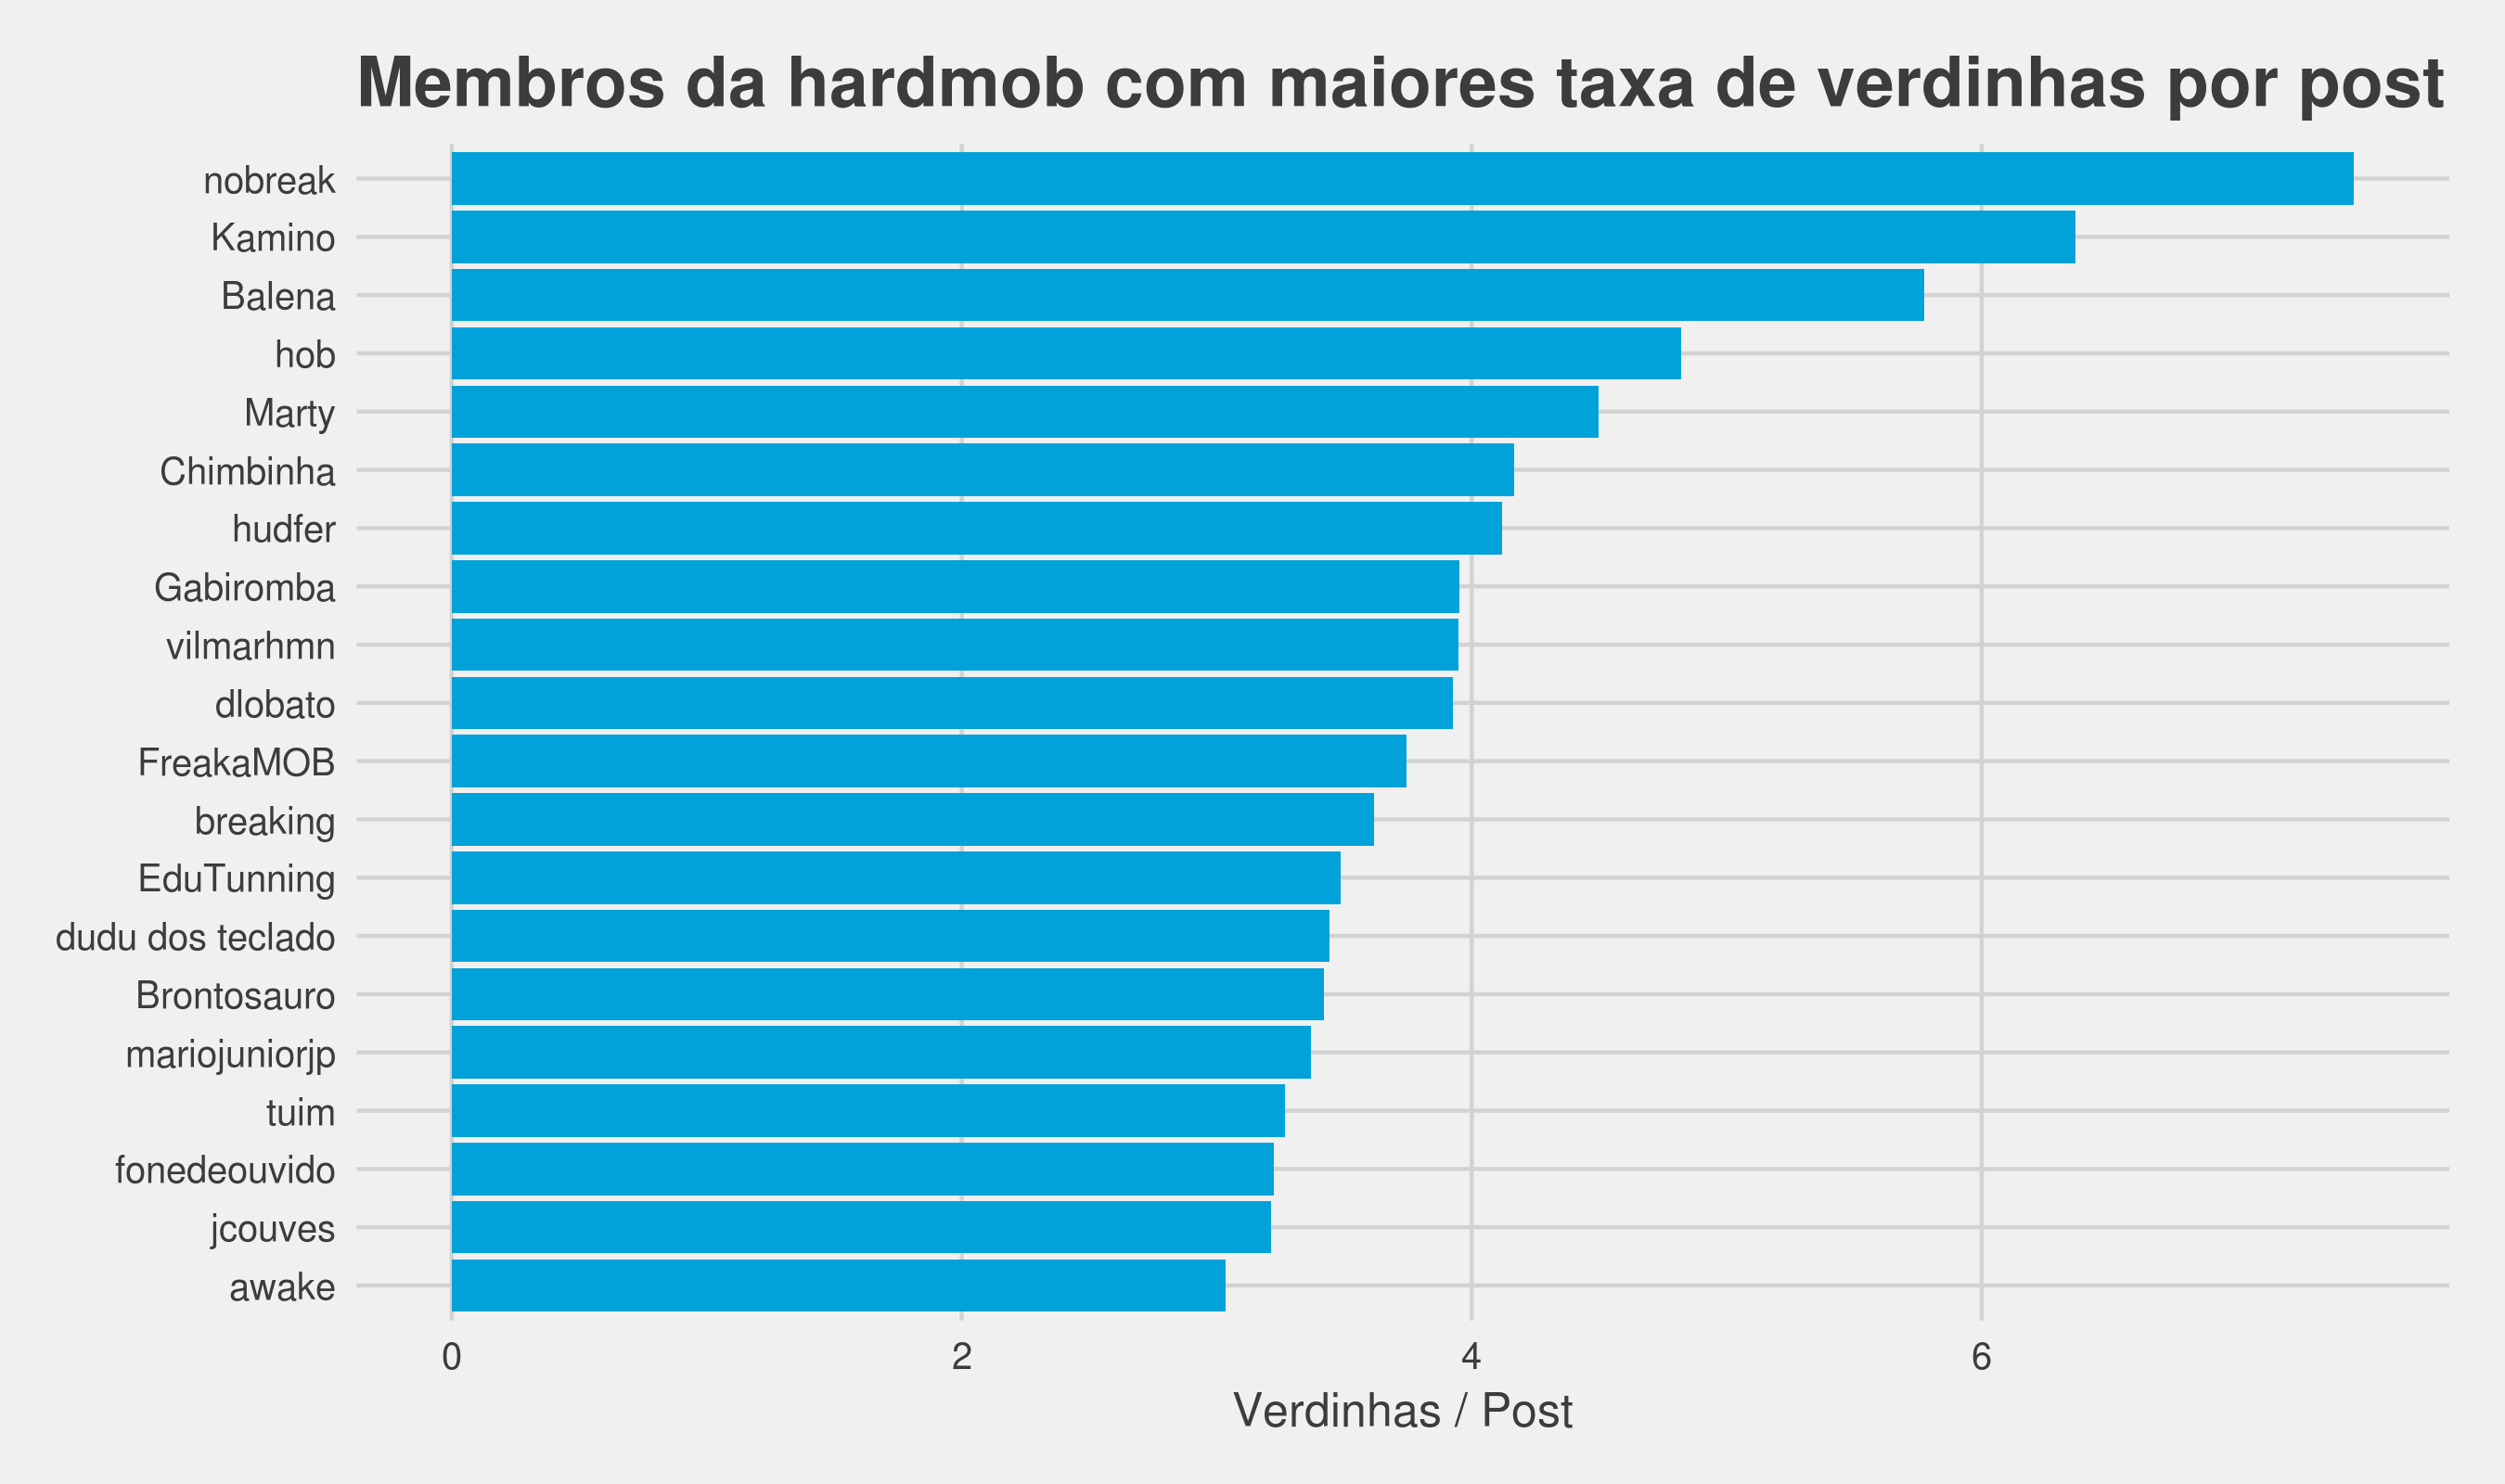 Membros da hardmob com maiores taxa de verdinhas por post
nobreak
Kamino
Balena
hob
Marty
Chimbinha
hudfer
Gabiromba
vilmarhmn
dlobato
FreakaMOB
breaking
EduTunning
dudu dos teclado
Brontosauro
mariojuniorjp
tuim
fonedeouvido
jcouves
awake
0 2 4 6
Verdinhas / Post